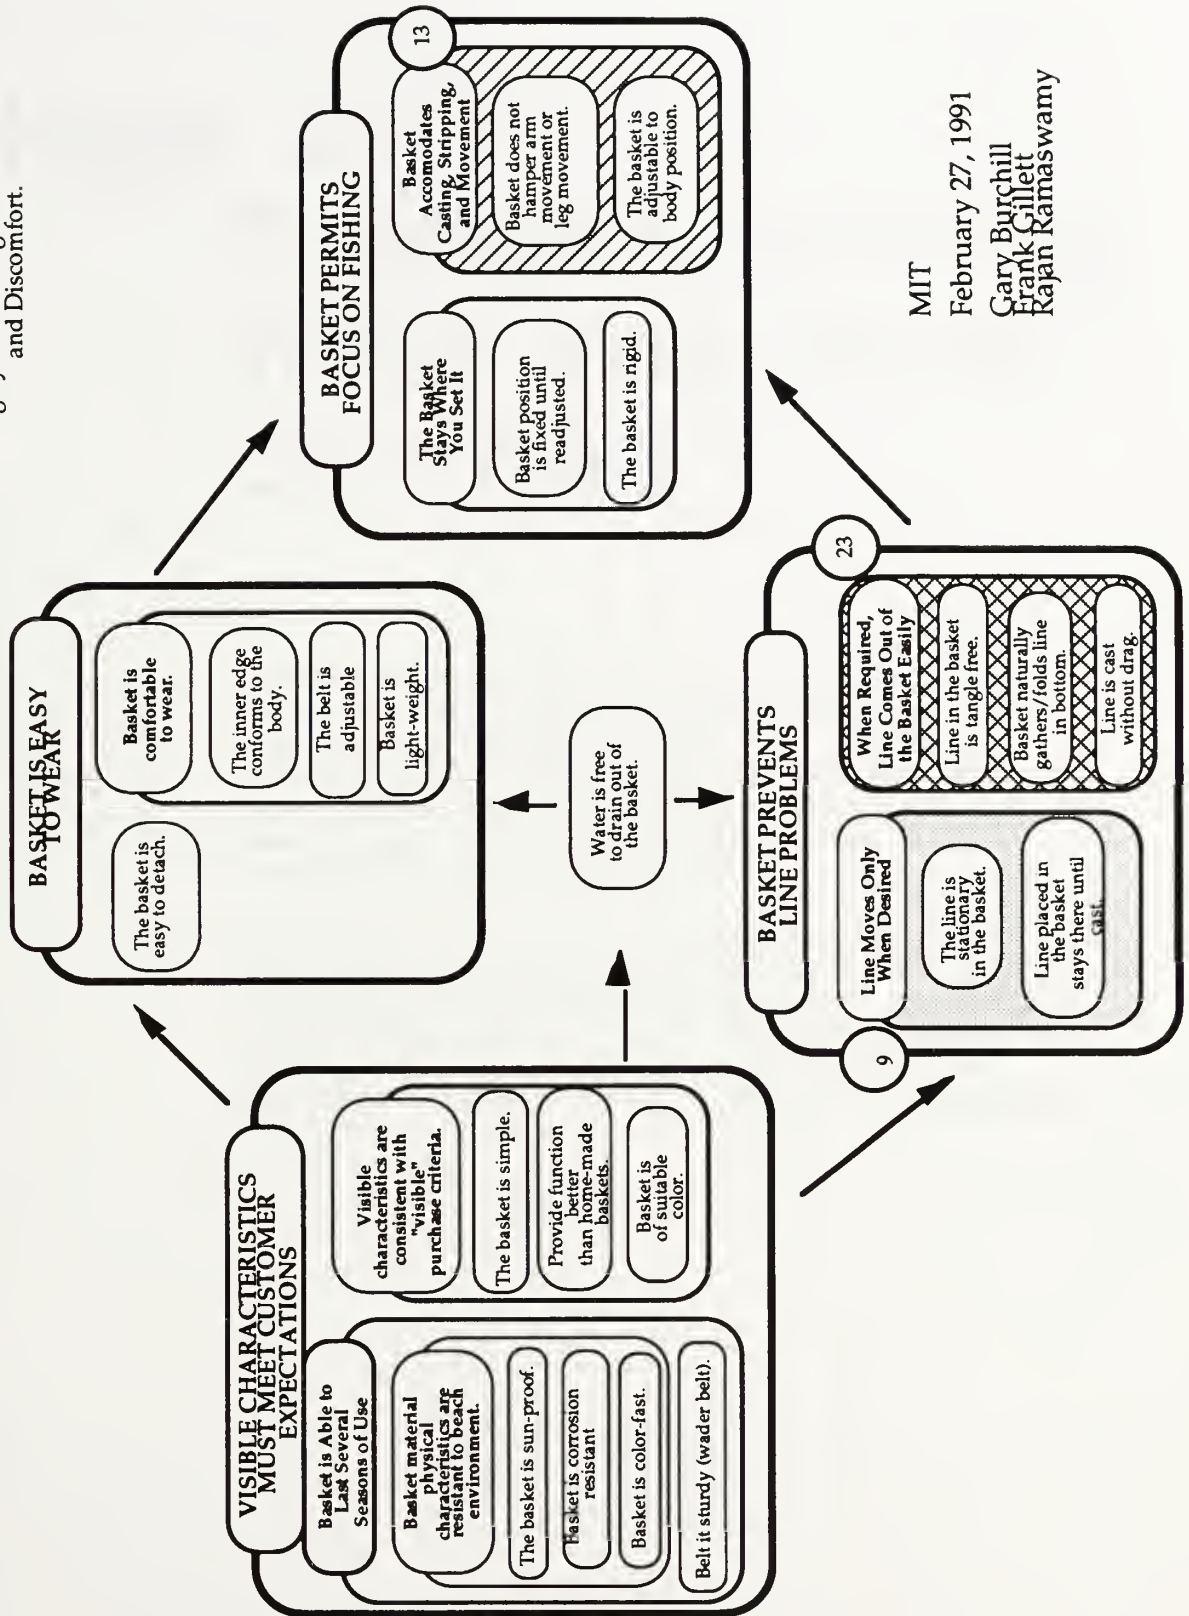 and Discomfort.
BASKET IS EASY
TO WEAR
The basket is
easy to detach.
Basket is
comfortable
to wear.
The inner edge
conforms to the
body.
The belt is
adjustable
Basket is
light-weight.
VISIBLE CHARACTERISTICS
MUST MEET CUSTOMER
EXPECTATIONS
Basket is Able to
Last Several
Seasons of Use
Basket material
physical
characteristics are
resistant to beach
environment.
The basket is sun-proof.
Basket is corrosion
resistant
Basket is color-fast.
Belt it sturdy (wader belt).
Visible
characteristics are
consistent with
"visible"
purchase criteria.
The basket is simple.
Provide function
better
than home-made
baskets.
Basket is
of suitable
color.
Water is free
to drain out of
the basket.
BASKET PERMITS
FOCUS ON FISHING
The Basket
Stays Where
You Set It
Basket position
is fixed until
readjusted.
The basket is rigid.
13
Basket
Accomodates
Casting, Stripping,
and Movement
Basket does not
hamper arm
movement or
leg movement.
The basket is
adjustable to
body position.
BASKET PREVENTS
LINE PROBLEMS
9
Line Moves Only
When Desired
The line is
stationary
in the basket.
Line placed in
the basket
stays there until
cast.
23
When Required,
Line Comes Out of
the Basket Easily
Line in the basket
is tangle free.
Basket naturally
gathers/folds line
in bottom.
Line is cast
without drag.
MIT
February 27, 1991
Gary Burchill
Frank Gillett
Rajan Ramaswamy